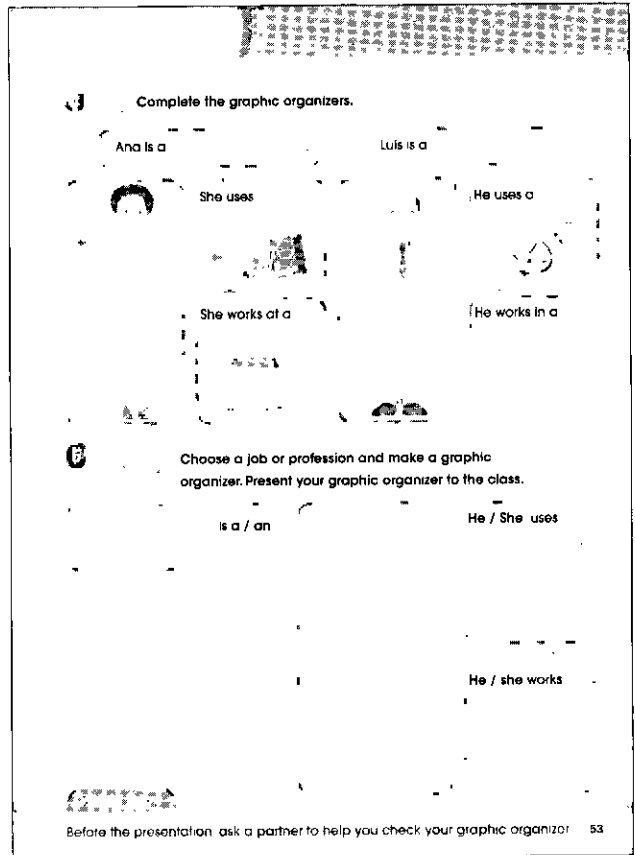 Complete the graphic organizers.
Ana is a
Luis is a
She uses
He uses a
She works at a
He works in a
Choose a job or profession and make a graphic
organizer. Present your graphic organizer to the class.
is a / an
He / She uses
He / she works
Before the presentation ask a partner to help you check your graphic organizer 53